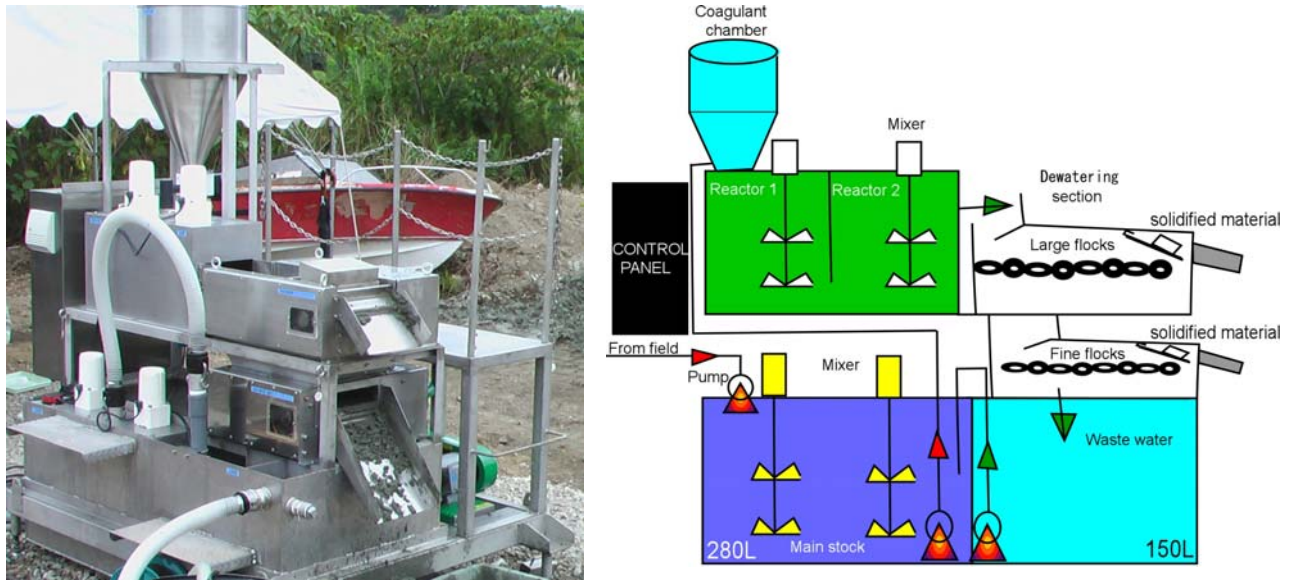 Coagulant
chamber
Mixer
Reactor 1
Reactor 2
Dewatering
section
solidified material
Large flocks
CONTROL
PANEL
solidified material
From field
Pump
Mixer
Fine flocks
Waste water
280L
Main stock
150L